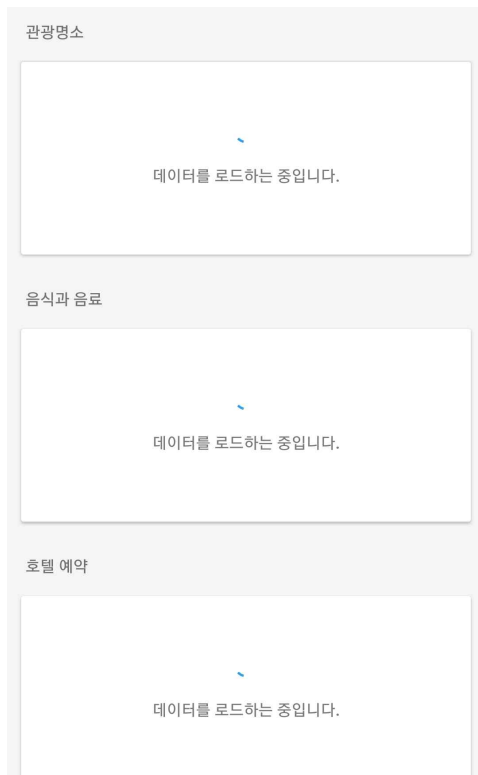 관광명소
데이터를 로드하는 중입니다.
음식과 음료
데이터를 로드하는 중입니다.
호텔 예약
데이터를 로드하는 중입니다.